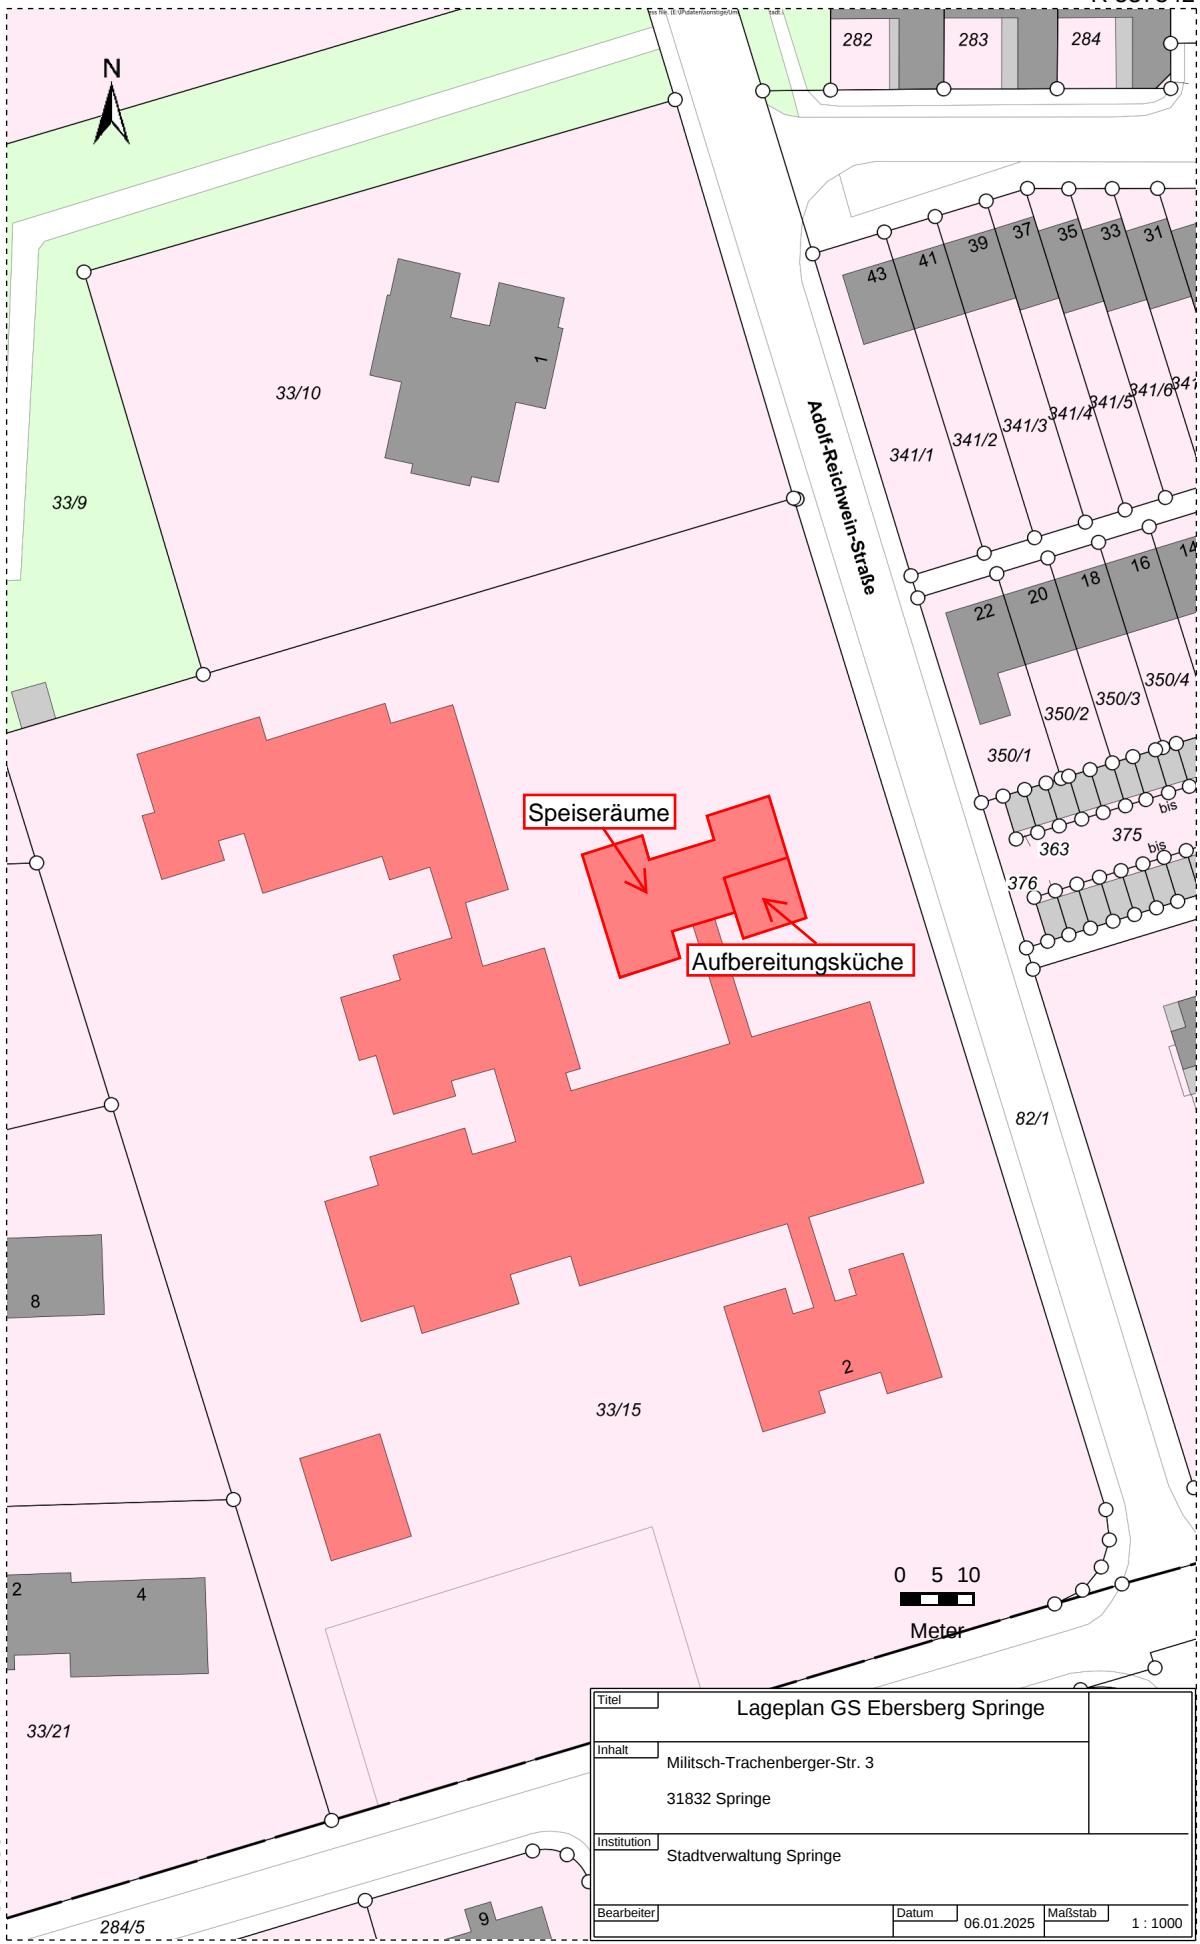 N
282
283
284
43
41
39
37
35
33
31
33/10
1
33/9
Adolf-Reichwein-Straße
341/1
341/2
341/3
341/4
341/5
341/6
22
20
18
16
14
350/1
350/2
350/3
350/4
bis
375
363
bis
376
Speiseräume
Aufbereitungsküche
82/1
8
2
33/15
2
4
33/21
0 5 10
Meter
284/5
9
Titel
Lageplan GS Ebersberg Springe
Inhalt
Militsch-Trachenberger-Str. 3
31832 Springe
Institution
Stadtverwaltung Springe
Bearbeiter
Datum
06.01.2025
Maßstab
1 : 1000